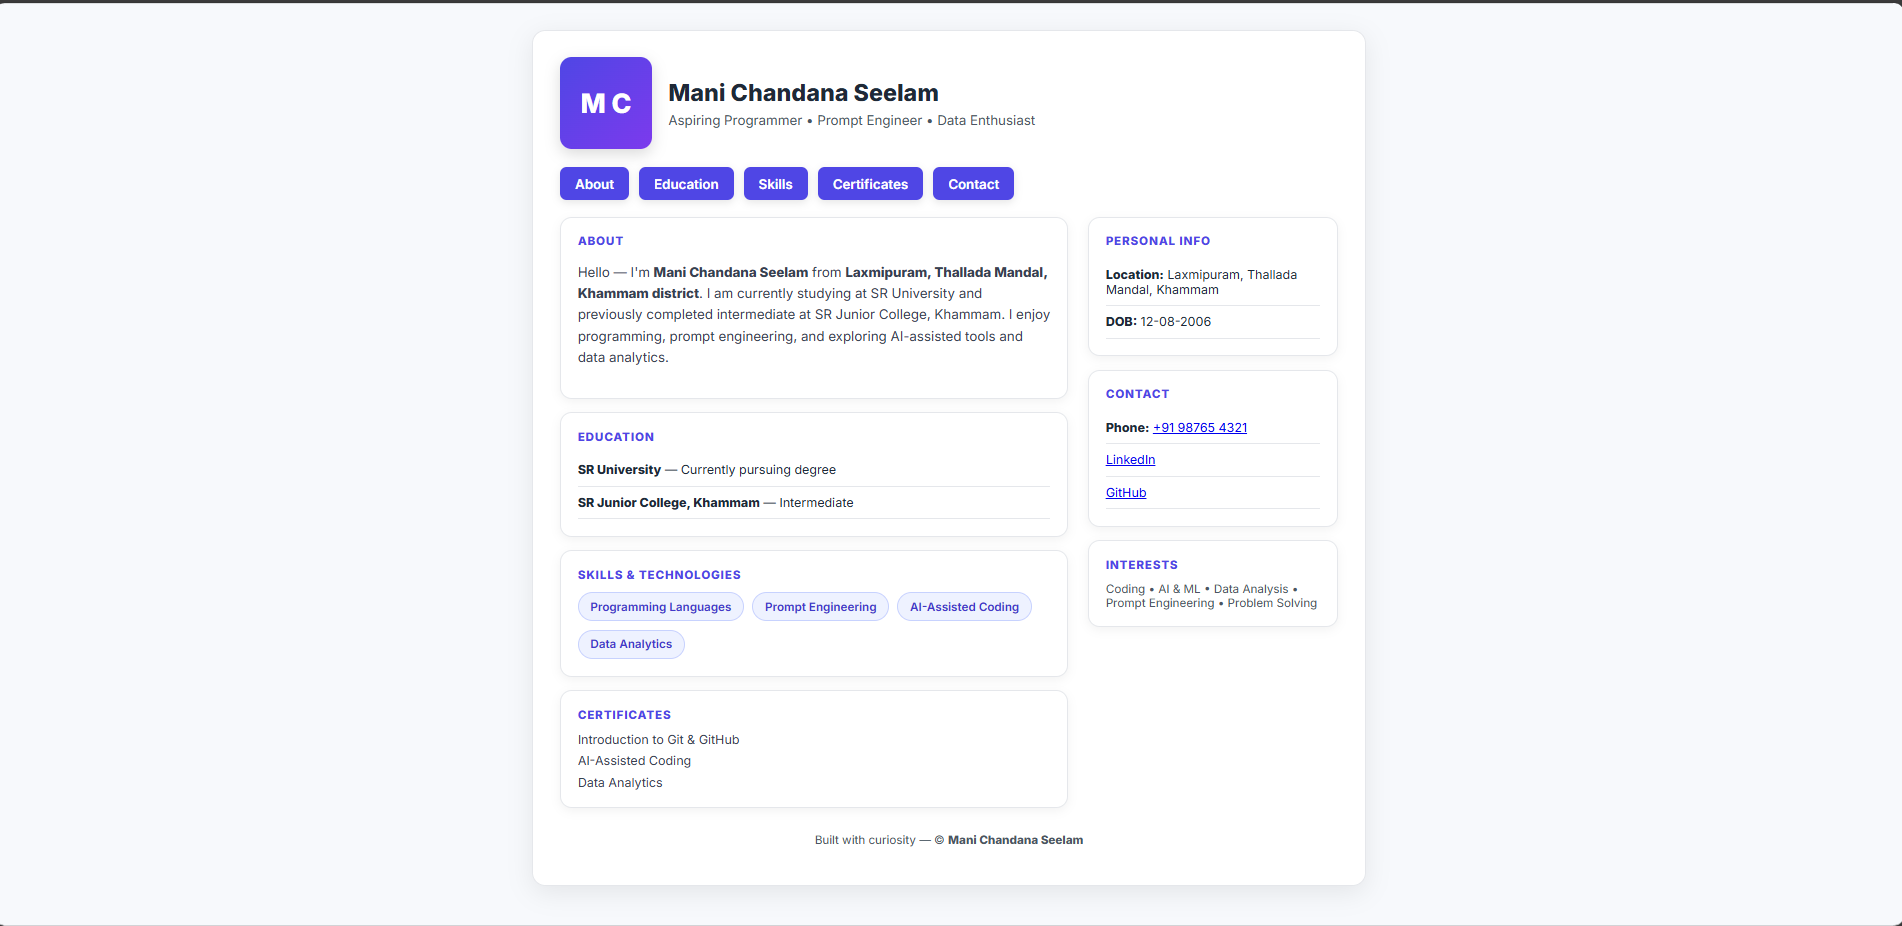 M C
Mani Chandana Seelam
Aspiring Programmer • Prompt Engineer • Data Enthusiast
About
Education
Skills
Certificates
Contact
ABOUT
Hello — I'm Mani Chandana Seelam from Laxmipuram, Thallada Mandal,
Khammam district. I am currently studying at SR University and
previously completed intermediate at SR Junior College, Khammam. I enjoy
programming, prompt engineering, and exploring AI-assisted tools and
data analytics.
EDUCATION
SR University — Currently pursuing degree
SR Junior College, Khammam — Intermediate
SKILLS & TECHNOLOGIES
Programming Languages
Prompt Engineering
AI-Assisted Coding
Data Analytics
CERTIFICATES
Introduction to Git & GitHub
AI-Assisted Coding
Data Analytics
PERSONAL INFO
Location: Laxmipuram, Thallada
Mandal, Khammam
DOB: 12-08-2006
CONTACT
Phone: +91 98765 4321
LinkedIn
GitHub
INTERESTS
Coding • AI & ML • Data Analysis •
Prompt Engineering • Problem Solving
Built with curiosity — © Mani Chandana Seelam